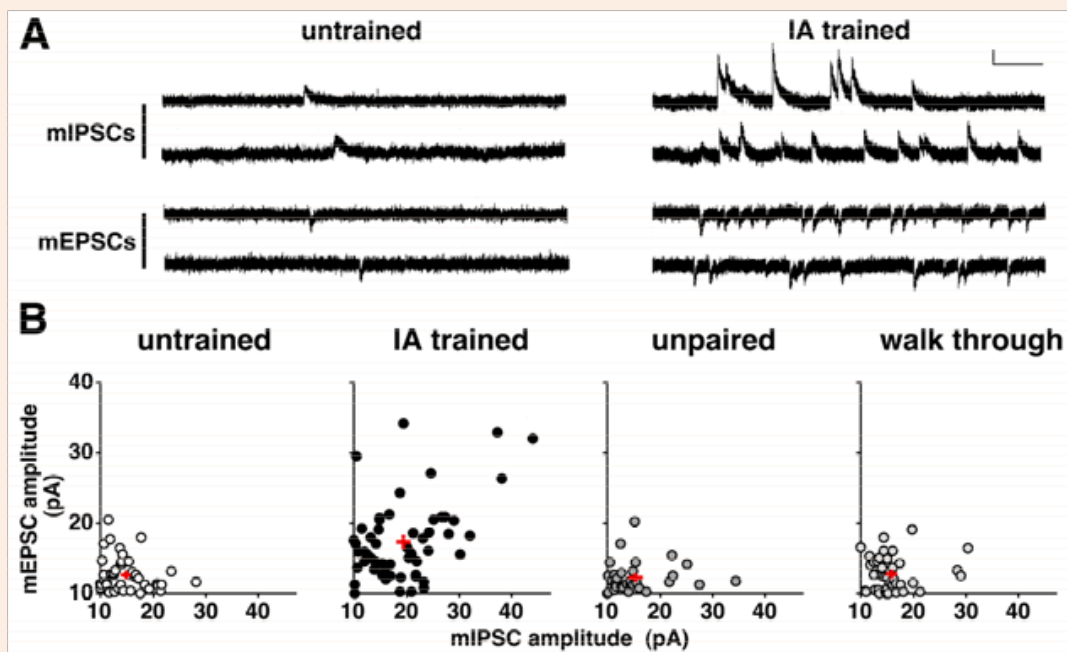 A
untrained
IA trained
mIPSCs
mEPSCs
B
untrained
IA trained
unpaired
walk through
mEPSC amplitude
(pA)
40
30
20
10
10 20 30 40
10 20 30 40
10 20 30 40
10 20 30 40
mIPSC amplitude (pA)